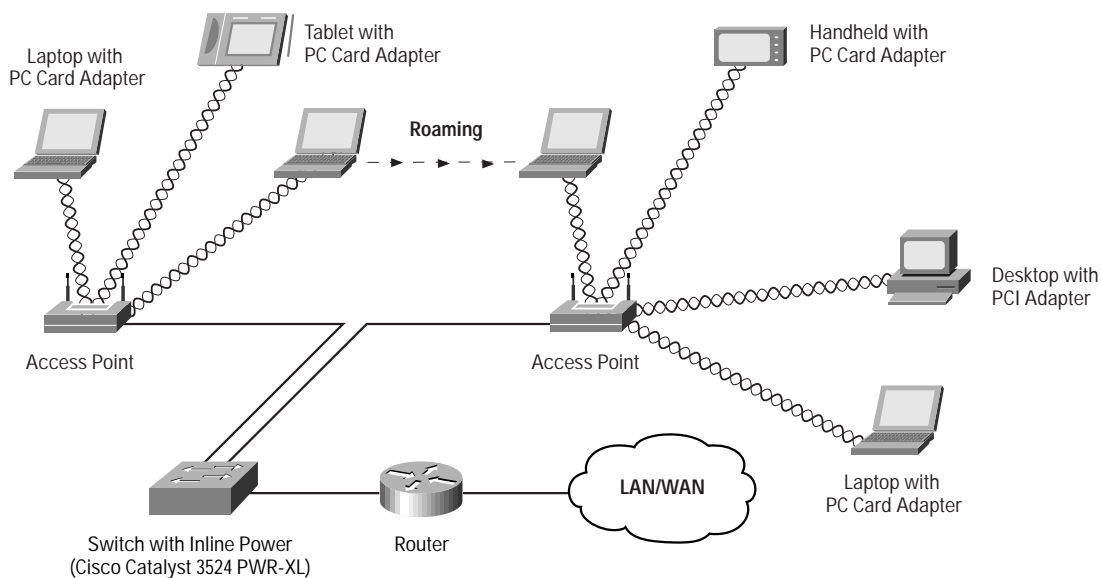 Laptop with
PC Card Adapter
Tablet with
PC Card Adapter
Handheld with
PC Card Adapter
Roaming
Desktop with
PCI Adapter
Access Point
Access Point
Laptop with
PC Card Adapter
LAN/WAN
Switch with Inline Power
(Cisco Catalyst 3524 PWR-XL)
Router